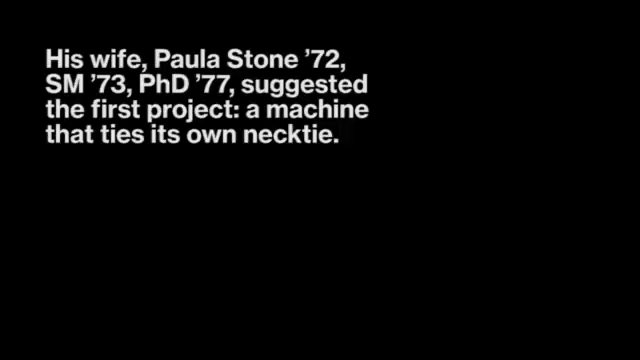 His wife, Paula Stone ’72,
SM ’73, PhD ’77, suggested
the first project: a machine
that ties its own necktie.